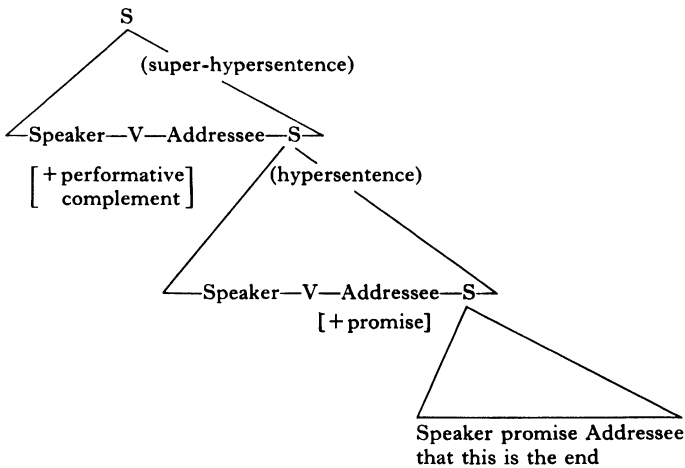 S
(super-hypersentence)
Speaker—V—Addressee—S
[+performative
complement]
(hypersentence)
Speaker—V—Addressee—S
[+promise]
Speaker promise Addressee
that this is the end